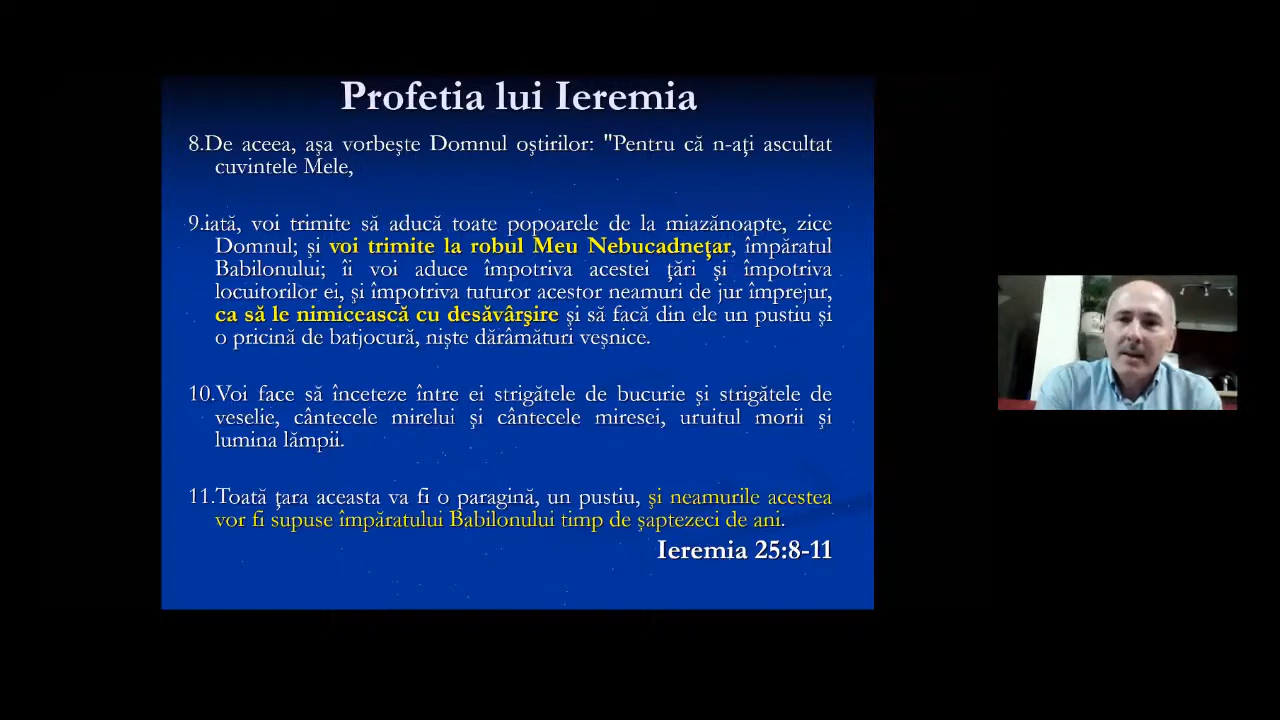 Profetia lui Ieremia
8.De aceea, aşa vorbeşte Domnul oştirilor: "Pentru că n-aţi ascultat
cuvintele Mele,
9.iată, voi trimite să aducă toate popoarele de la miazănoapte, zice
Domnul; şi voi trimite la robul Meu Nebucadneţar, împăratul
Babilonului; îi voi aduce împotriva acestei ţări şi împotriva
locuitorilor ei, şi împotriva tuturor acestor neamuri de jur împrejur,
ca să le nimicească cu desăvârşire şi să facă din ele un pustiu şi
o pricină de batjocură, nişte dărâmături veşnice.
10.Voi face să înceteze între ei strigătele de bucurie şi strigătele de
veselie, cântecele mirelui şi cântecele miresei, uruitul morii şi
lumina lămpii.
11.Toată ţara aceasta va fi o paragină, un pustiu, şi neamurile acestea
vor fi supuse împăratului Babilonului timp de şaptezeci de ani.
Ieremia 25:8-11